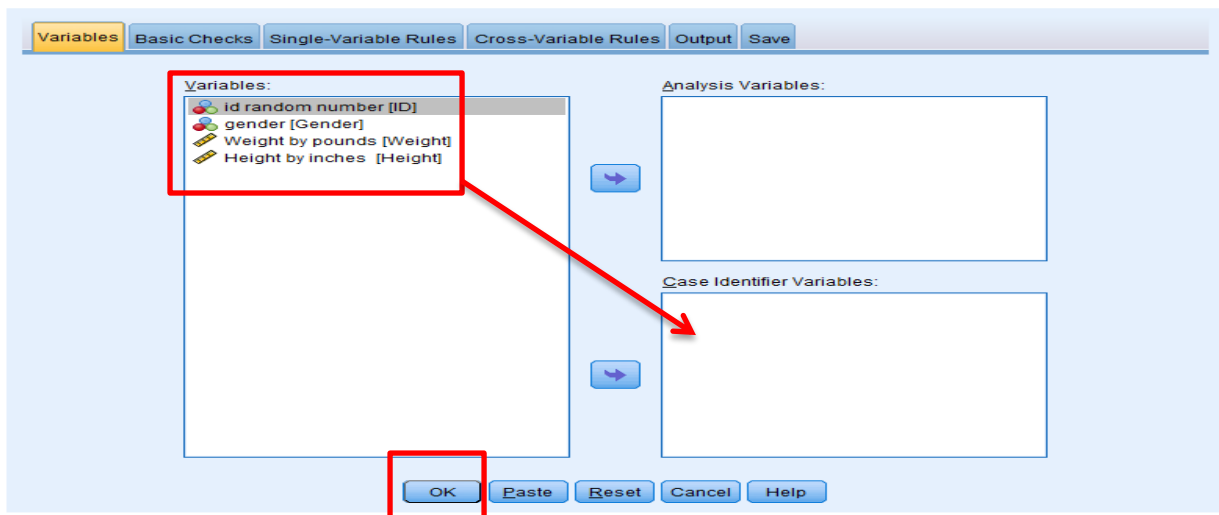 Variables Basic Checks Single-Variable Rules Cross-Variable Rules Output Save
Variables:
id random number [ID]
gender [Gender]
Weight by pounds [Weight]
Height by inches [Height]
Analysis Variables:
Case Identifier Variables:
OK Paste Reset Cancel Help